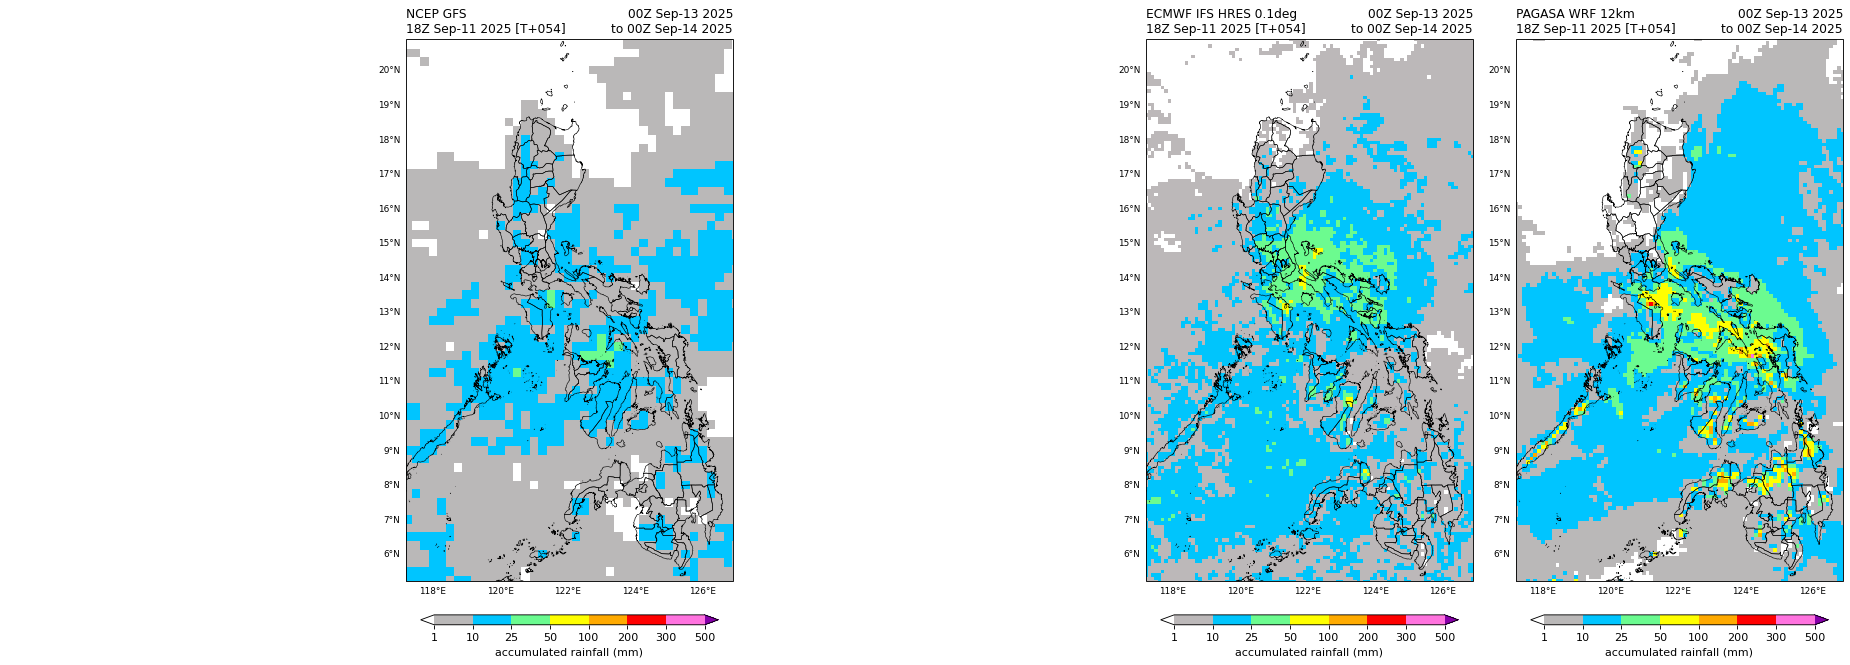 NCEP GFS 00Z Sep-13 2025
18Z Sep-11 2025 [T+054] to 00Z Sep-14 2025
20°N
19°N
18°N
17°N
16°N
15°N
14°N
13°N
12°N
11°N
10°N
9°N
8°N
7°N
6°N
118°E 120°E 122°E 124°E 126°E
1 10 25 50 100 200 300 500
accumulated rainfall (mm)
ECMWF IFS HRES 0.1deg 00Z Sep-13 2025
18Z Sep-11 2025 [T+054] to 00Z Sep-14 2025
20°N
19°N
18°N
17°N
16°N
15°N
14°N
13°N
12°N
11°N
10°N
9°N
8°N
7°N
6°N
118°E 120°E 122°E 124°E 126°E
1 10 25 50 100 200 300 500
accumulated rainfall (mm)
PAGASA WRF 12km 00Z Sep-13 2025
18Z Sep-11 2025 [T+054] to 00Z Sep-14 2025
20°N
19°N
18°N
17°N
16°N
15°N
14°N
13°N
12°N
11°N
10°N
9°N
8°N
7°N
6°N
118°E 120°E 122°E 124°E 126°E
1 10 25 50 100 200 300 500
accumulated rainfall (mm)